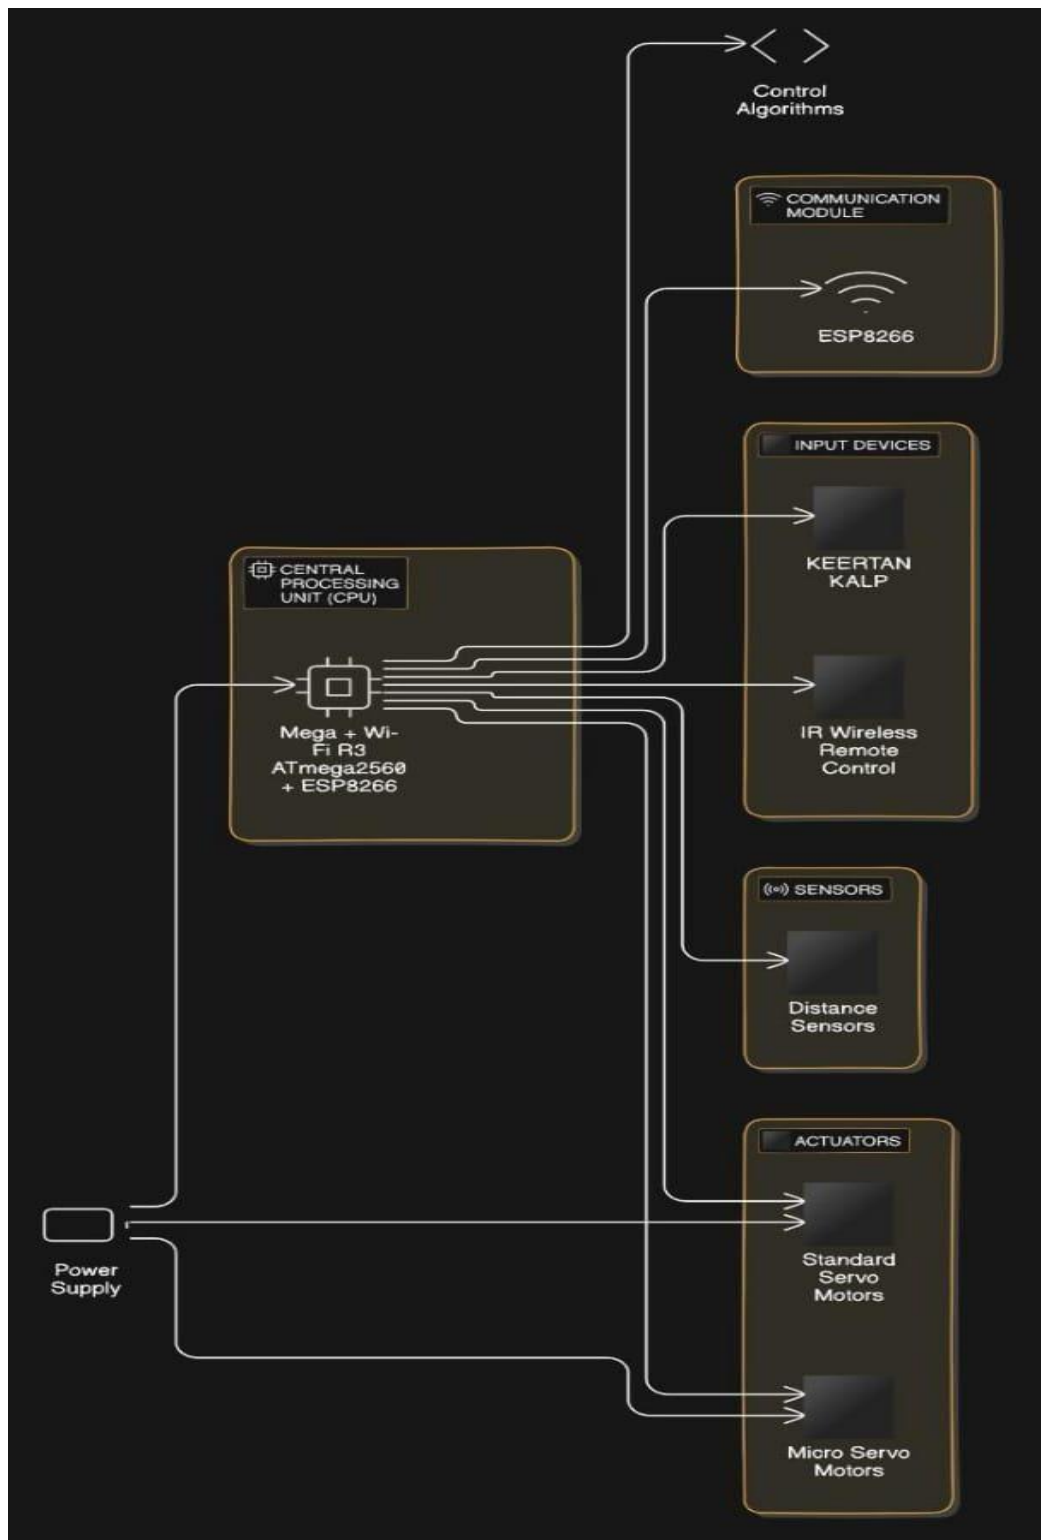 Control
Algorithms
COMMUNICATION
MODULE
ESP8266
INPUT DEVICES
KEERTAN
KALP
CENTRAL
PROCESSING
UNIT (CPU)
Mega + Wi-
Fi R3
ATmega2560
+ ESP8266
IR Wireless
Remote
Control
SENSORS
Distance
Sensors
ACTUATORS
Standard
Servo
Motors
Power
Supply
Micro Servo
Motors